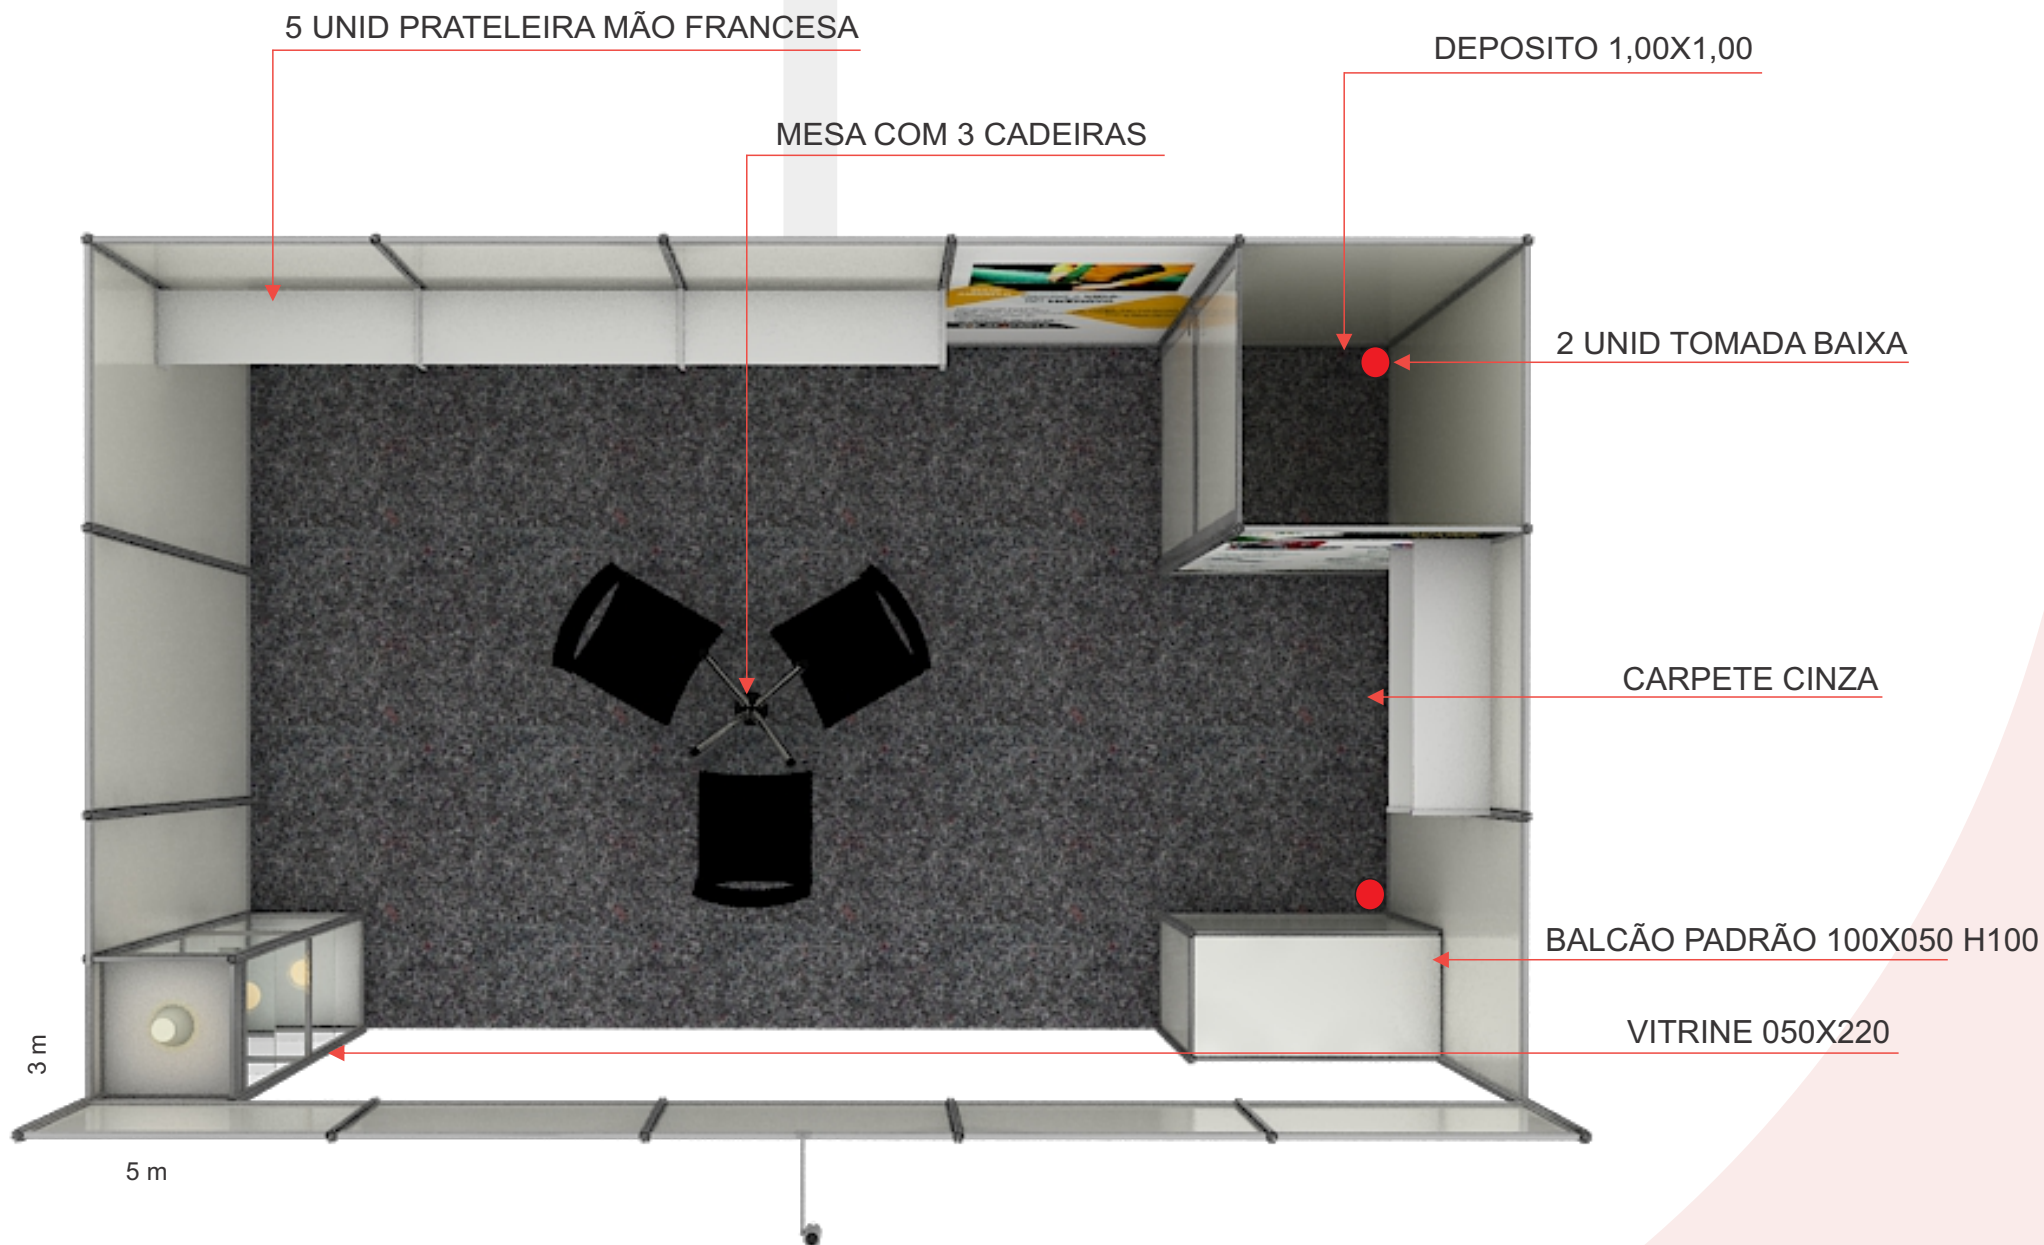 5 UNID PRATELEIRA MÃO FRANCESA
DEPOSITO 1,00X1,00
MESA COM 3 CADEIRAS
2 UNID TOMADA BAIXA
CARPETE CINZA
BALCÃO PADRÃO 100X050 H100
VITRINE 050X220
3 m
5 m